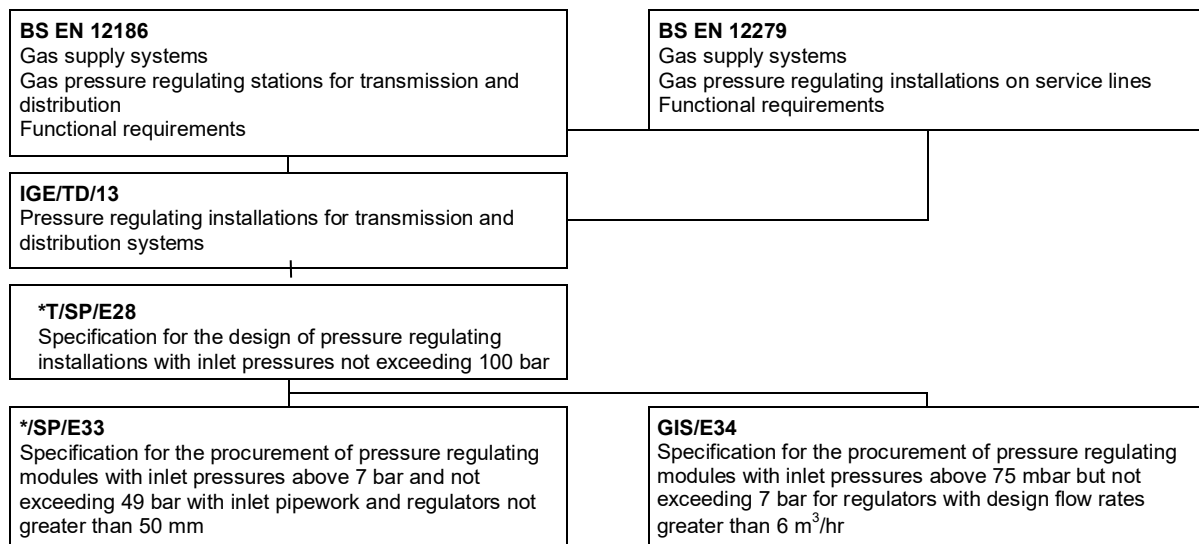 BS EN 12186
Gas supply systems
Gas pressure regulating stations for transmission and
distribution
Functional requirements
BS EN 12279
Gas supply systems
Gas pressure regulating installations on service lines
Functional requirements
IGE/TD/13
Pressure regulating installations for transmission and
distribution systems
*T/SP/E28
Specification for the design of pressure regulating
installations with inlet pressures not exceeding 100 bar
*/SP/E33
Specification for the procurement of pressure regulating
modules with inlet pressures above 7 bar and not
exceeding 49 bar with inlet pipework and regulators not
greater than 50 mm
GIS/E34
Specification for the procurement of pressure regulating
modules with inlet pressures above 75 mbar but not
exceeding 7 bar for regulators with design flow rates
greater than 6 m³/hr